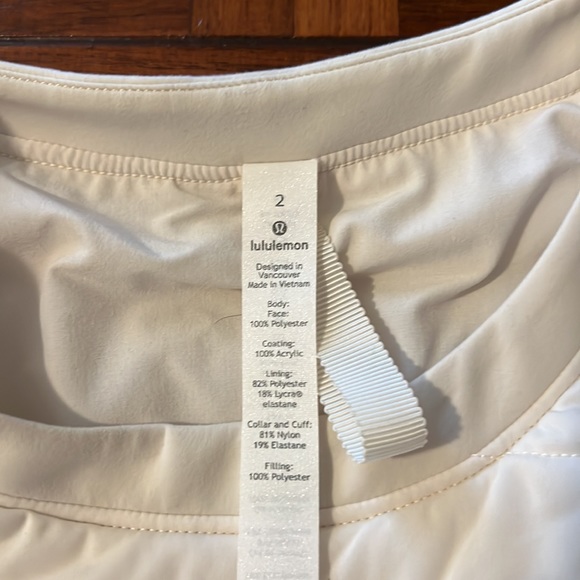 2
lululemon
Designed in
Vancouver
Made in Vietnam
Body:
Face:
100% Polyester
Coating:
100% Acrylic
Lining:
82% Polyester
18% Lycra®
elastane
Collar and Cuff:
81% Nylon
19% Elastane
Filling:
100% Polyester